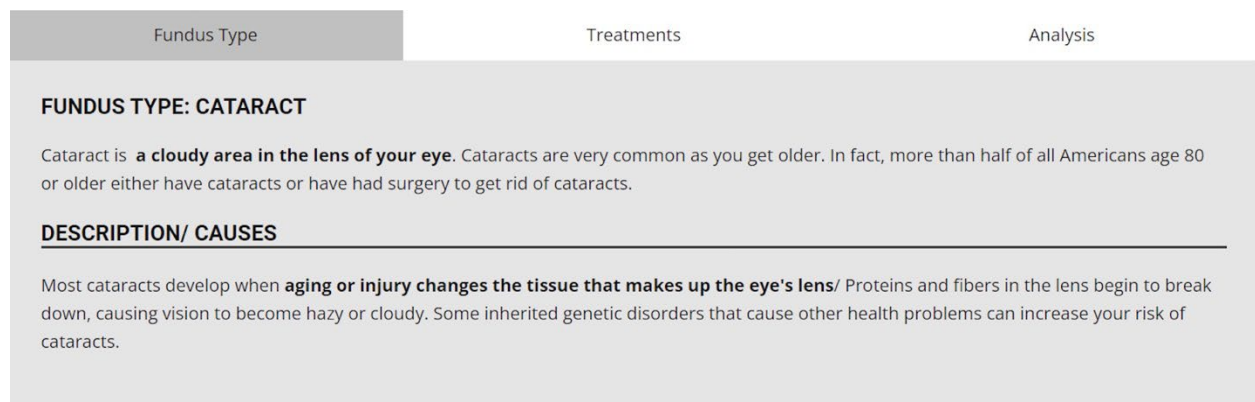 Fundus Type
Treatments
Analysis
FUNDUS TYPE: CATARACT
Cataract is a cloudy area in the lens of your eye. Cataracts are very common as you get older. In fact, more than half of all Americans age 80
or older either have cataracts or have had surgery to get rid of cataracts.
DESCRIPTION/ CAUSES
Most cataracts develop when aging or injury changes the tissue that makes up the eye's lens/ Proteins and fibers in the lens begin to break
down, causing vision to become hazy or cloudy. Some inherited genetic disorders that cause other health problems can increase your risk of
cataracts.